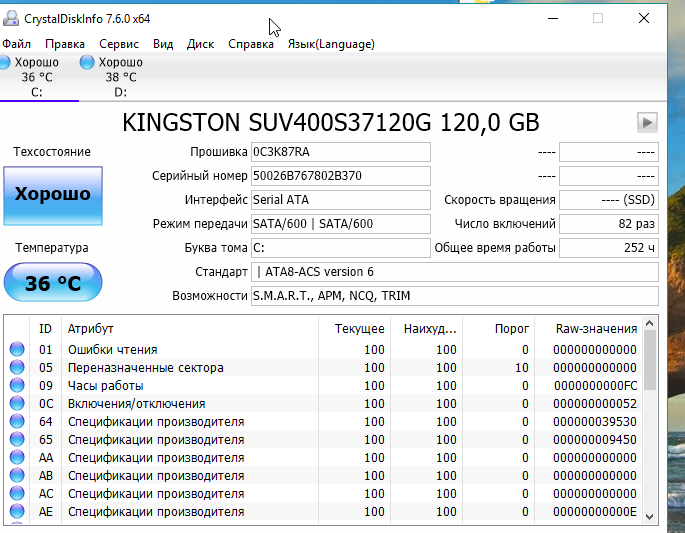 CrystalDiskInfo 7.6.0 x64
Файл Правка Сервис Вид Диск Справка Язык(Language)
Хорошо Хорошо
36 °C 38 °C
C: D:
KINGSTON SUV400S37120G 120,0 GB
Техсостояние
Хорошо
Температура
36 °C
Прошивка 0C3K87RA ---- ----
Серийный номер 50026B767802B370 ---- ----
Интерфейс Serial ATA Скорость вращения ---- (SSD)
Режим передачи SATA/600 | SATA/600 Число включений 82 раз
Буква тома C: Общее время работы 252 ч
Стандарт | ATA8-ACS version 6
Возможности S.M.A.R.T., APM, NCQ, TRIM
ID Атрибут Текущее Наихуд... Порог Raw-значения
01 Ошибки чтения 100 100 0 000000000000
05 Переназначенные сектора 100 100 10 000000000000
09 Часы работы 100 100 0 0000000000FC
0C Включения/отключения 100 100 0 000000000052
64 Спецификации производителя 100 100 0 000000039530
65 Спецификации производителя 100 100 0 000000009450
AA Спецификации производителя 100 100 0 000000000000
AB Спецификации производителя 100 100 0 000000000000
AC Спецификации производителя 100 100 0 000000000000
AE Спецификации производителя 100 100 0 00000000000E